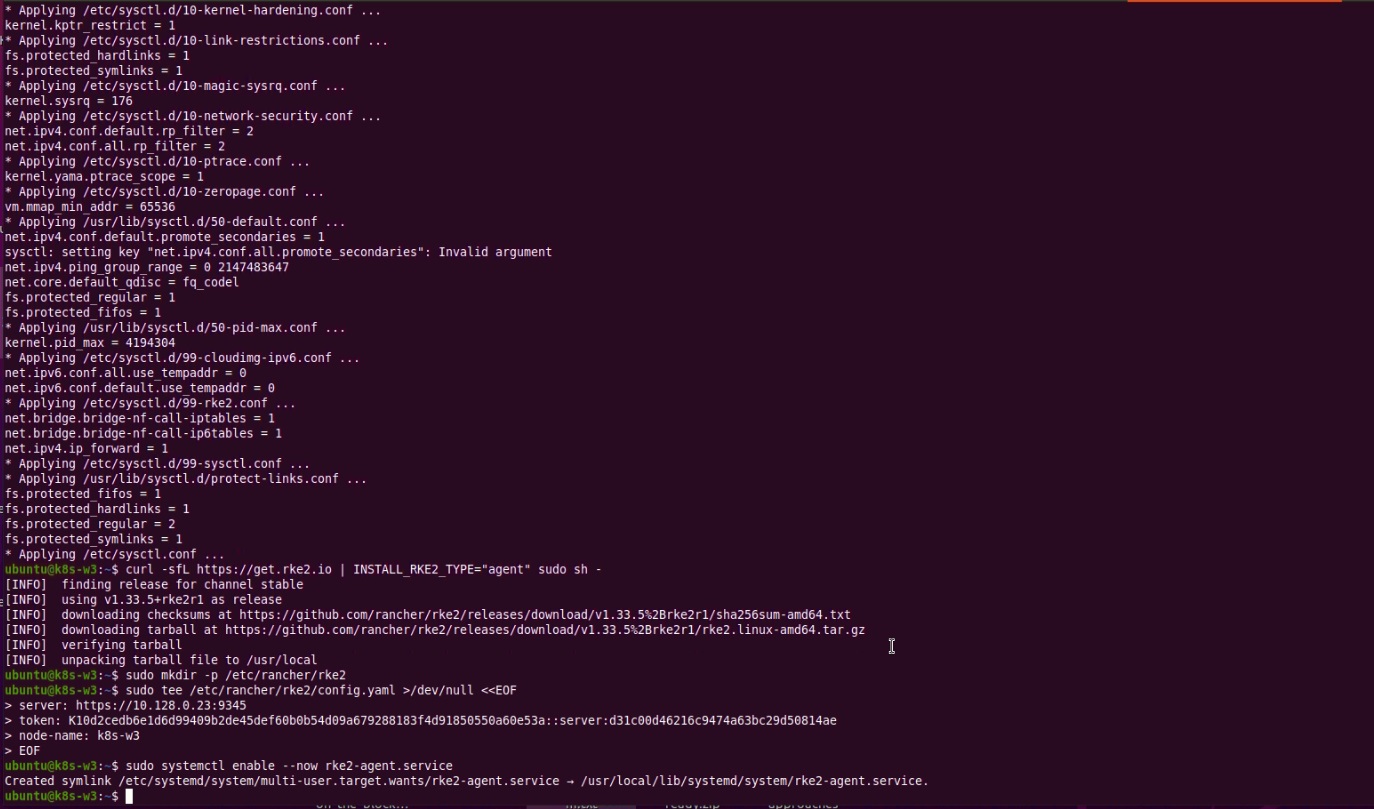 * Applying /etc/sysctl.d/10-kernel-hardening.conf ...
kernel.kptr_restrict = 1
* Applying /etc/sysctl.d/10-link-restrictions.conf ...
fs.protected_hardlinks = 1
fs.protected_symlinks = 1
* Applying /etc/sysctl.d/10-magic-sysrq.conf ...
kernel.sysrq = 176
* Applying /etc/sysctl.d/10-network-security.conf ...
net.ipv4.conf.default.rp_filter = 2
net.ipv4.conf.all.rp_filter = 2
* Applying /etc/sysctl.d/10-ptrace.conf ...
kernel.yama.ptrace_scope = 1
* Applying /etc/sysctl.d/10-zeropage.conf ...
vm.mmap_min_addr = 65536
* Applying /usr/lib/sysctl.d/50-default.conf ...
net.ipv4.conf.default.promote_secondaries = 1
sysctl: setting key "net.ipv4.conf.all.promote_secondaries": Invalid argument
net.ipv4.ping_group_range = 0 2147483647
net.core.default_qdisc = fq_codel
fs.protected_regular = 1
fs.protected_fifos = 1
* Applying /usr/lib/sysctl.d/50-pid-max.conf ...
kernel.pid_max = 4194304
* Applying /etc/sysctl.d/99-cloudimg-ipv6.conf ...
net.ipv6.conf.all.use_tempaddr = 0
net.ipv6.conf.default.use_tempaddr = 0
* Applying /etc/sysctl.d/99-rke2.conf ...
net.bridge.bridge-nf-call-iptables = 1
net.bridge.bridge-nf-call-ip6tables = 1
net.ipv4.ip_forward = 1
* Applying /etc/sysctl.d/99-sysctl.conf ...
* Applying /usr/lib/sysctl.d/protect-links.conf ...
fs.protected_fifos = 1
fs.protected_hardlinks = 1
fs.protected_regular = 2
fs.protected_symlinks = 1
* Applying /etc/sysctl.conf ...
ubuntu@k8s-w3:~$ curl -sfL https://get.rke2.io | INSTALL_RKE2_TYPE="agent" sudo sh -
[INFO]  finding release for channel stable
[INFO]  using v1.33.5+rke2r1 as release
[INFO]  downloading checksums at https://github.com/rancher/rke2/releases/download/v1.33.5%2Brke2r1/sha256sum-amd64.txt
[INFO]  downloading tarball at https://github.com/rancher/rke2/releases/download/v1.33.5%2Brke2r1/rke2.linux-amd64.tar.gz
[INFO]  verifying tarball
[INFO]  unpacking tarball file to /usr/local
ubuntu@k8s-w3:~$ sudo mkdir -p /etc/rancher/rke2
ubuntu@k8s-w3:~$ sudo tee /etc/rancher/rke2/config.yaml >/dev/null <<EOF
> server: https://10.128.0.23:9345
> token: K10d2cedb6e1d6d99409b2de45def60b0b54d09a679288183f4d91850550a60e53a::server:d31c00d46216c9474a63bc29d50814ae
> node-name: k8s-w3
> EOF
ubuntu@k8s-w3:~$ sudo systemctl enable --now rke2-agent.service
Created symlink /etc/systemd/system/multi-user.target.wants/rke2-agent.service → /usr/local/lib/systemd/system/rke2-agent.service.
ubuntu@k8s-w3:~$